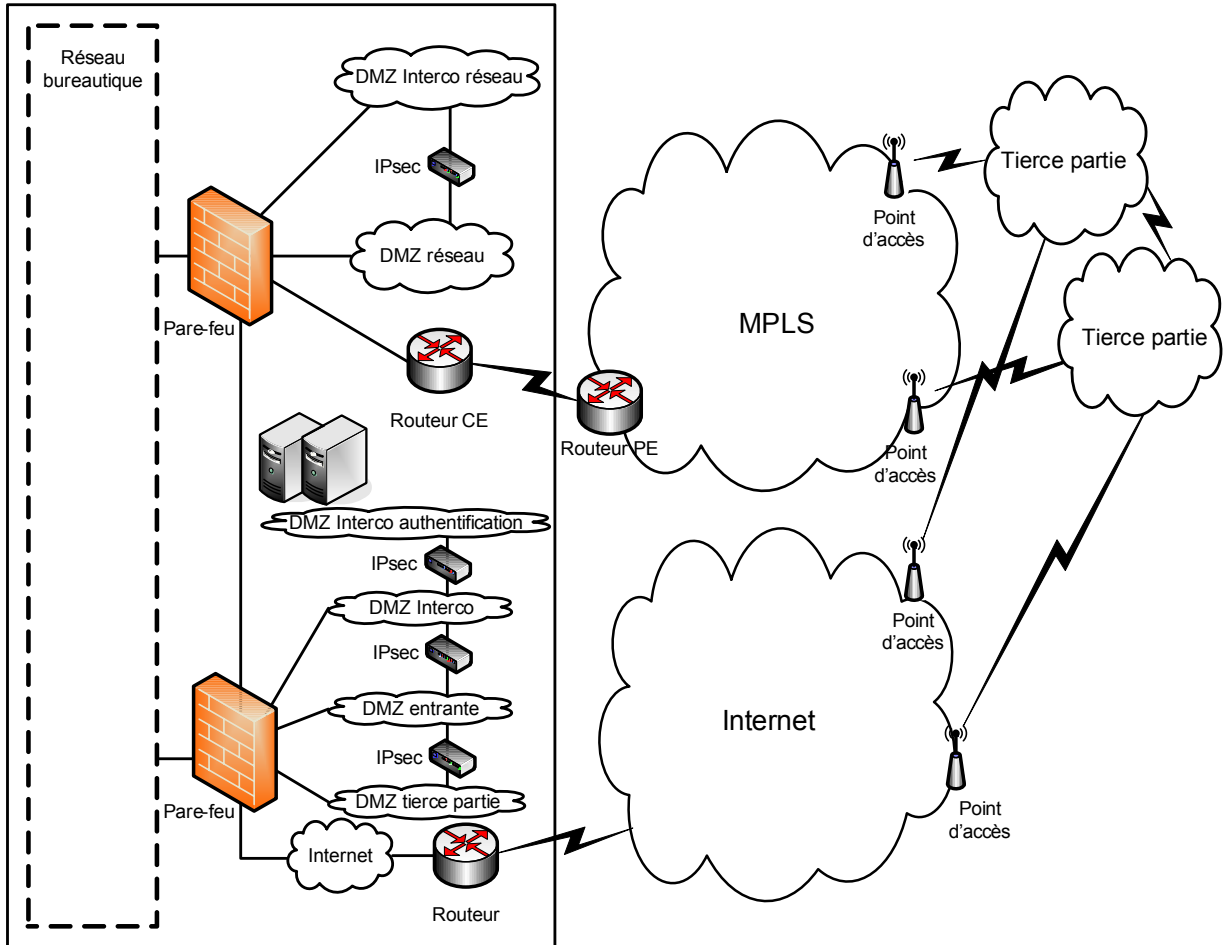 Réseau
bureautique
DMZ Interco réseau
IPsec
DMZ réseau
Pare-feu
Routeur CE
Routeur PE
MPLS
Point
d'accès
Tierce partie
Tierce partie
Point
d'accès
DMZ Interco authentification
IPsec
DMZ Interco
IPsec
DMZ entrante
IPsec
DMZ tierce partie
Pare-feu
Internet
Routeur
Internet
Point
d'accès
Point
d'accès